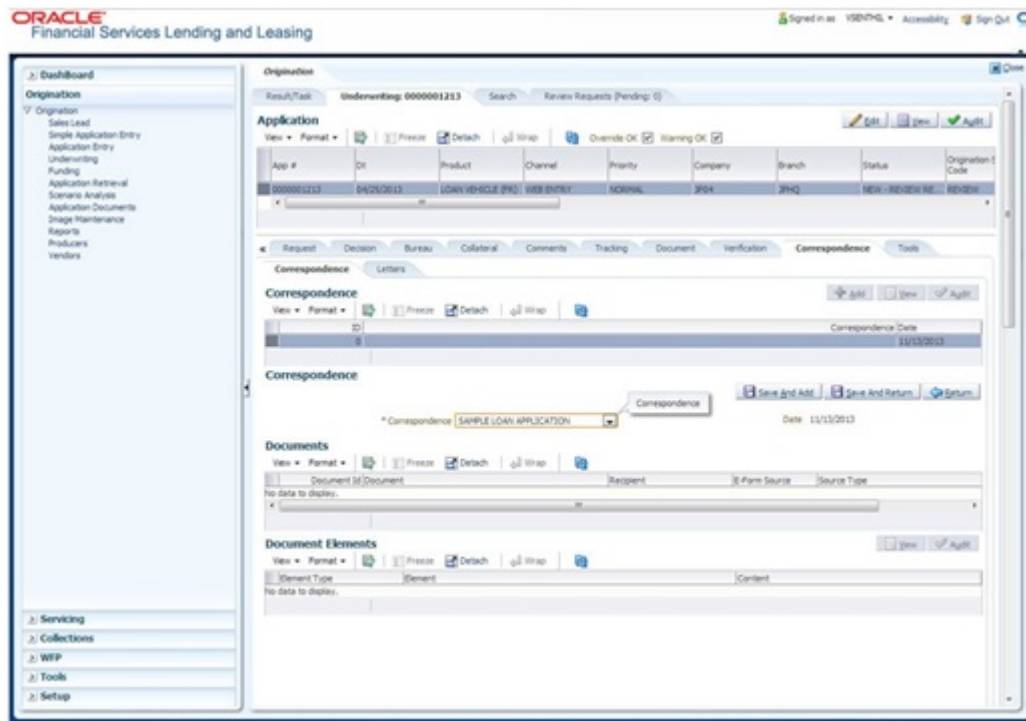 ORACLE
Financial Services Lending and Leasing
Signed in as VSENTHIL Accessibility Sign Out
DashBoard
Origination
Origination
Sales Lead
Simple Application Entry
Application Entry
Underwriting
Funding
Application Retrieval
Scenario Analysis
Application Documents
Image Maintenance
Reports
Producers
Vendors
Servicing
Collections
WFP
Tools
Setup
Origination
Close
Result/Task Underwriting: 0000001213 Search Review Requests (Pending: 0)
Application
Edit View Audit
View Format Freeze Detach Wrap Override OK Warning OK
App # Dt Product Channel Priority Company Branch Status Origination S
Code
0000001213 04/25/2013 LOAN VEHICLE (FR) WEB ENTRY NORMAL JP04 JPHQ NEW - REVIEW RE... REVIEW
Request Decision Bureau Collateral Comments Tracking Document Verification Correspondence Tools
Correspondence Letters
Correspondence
Add View Audit
View Format Freeze Detach Wrap
ID Correspondence Date
0 11/13/2013
Correspondence
Save And Add Save And Return Return
Correspondence
* Correspondence SAMPLE LOAN APPLICATION Date 11/13/2013
Documents
View Format Freeze Detach Wrap
Document Id Document Recipient E-Form Source Source Type
No data to display.
Document Elements
View Audit
View Format Freeze Detach Wrap
Element Type Element Content
No data to display.